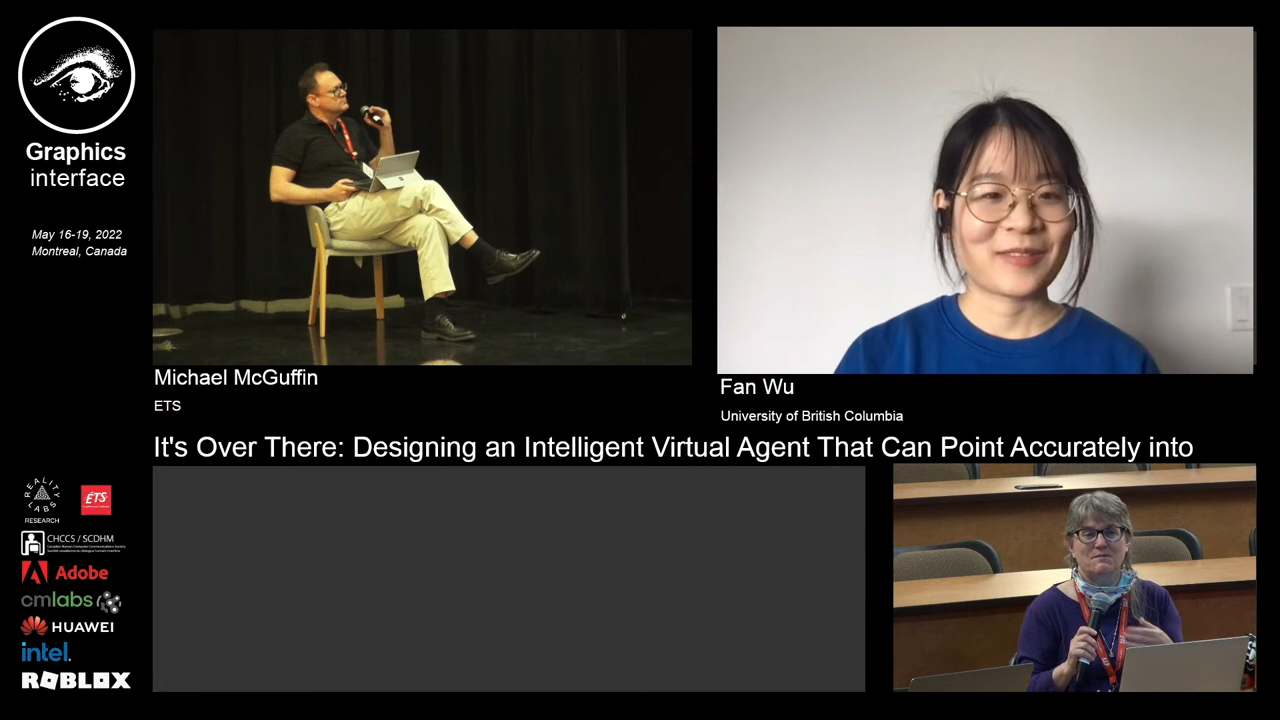 Graphics
interface
May 16-19, 2022
Montreal, Canada
Michael McGuffin
ETS
Fan Wu
University of British Columbia
It's Over There: Designing an Intelligent Virtual Agent That Can Point Accurately into
REALITY LABS
RESEARCH
ÉTS
CHCCS / SCDHM
Adobe
cmlabs
HUAWEI
intel.
ROBLOX